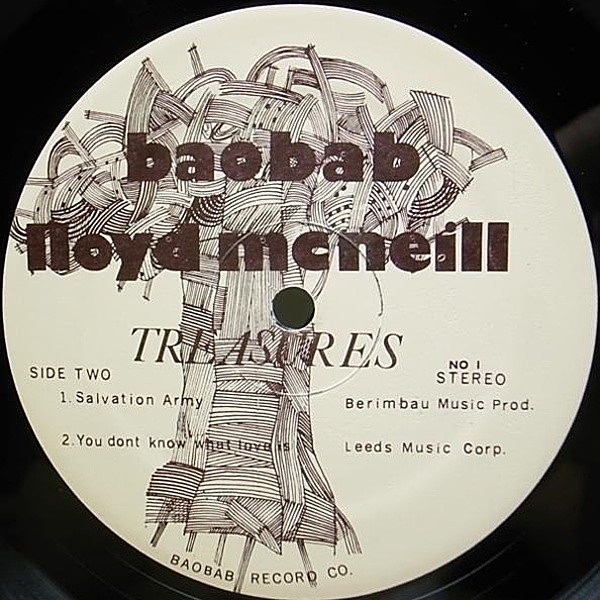 baobab
lloyd mcneill
TREASURES
NO 1
SIDE TWO
STEREO
1. Salvation Army Berimbau Music Prod.
2. You dont know what love is Leeds Music Corp.
BAOBAB RECORD CO.